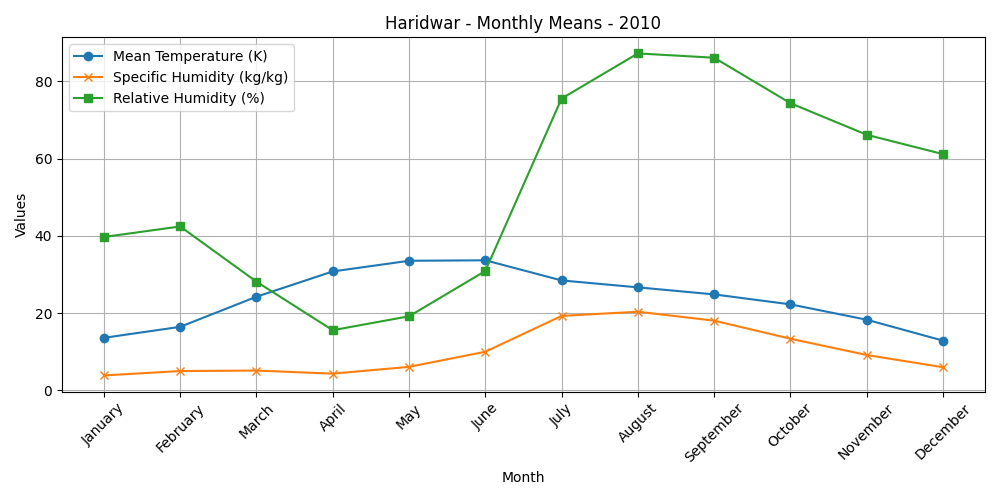 Haridwar - Monthly Means - 2010
Mean Temperature (K)
Specific Humidity (kg/kg)
Relative Humidity (%)
Values
80
60
40
20
0
January
February
March
April
May
June
July
August
September
October
November
December
Month